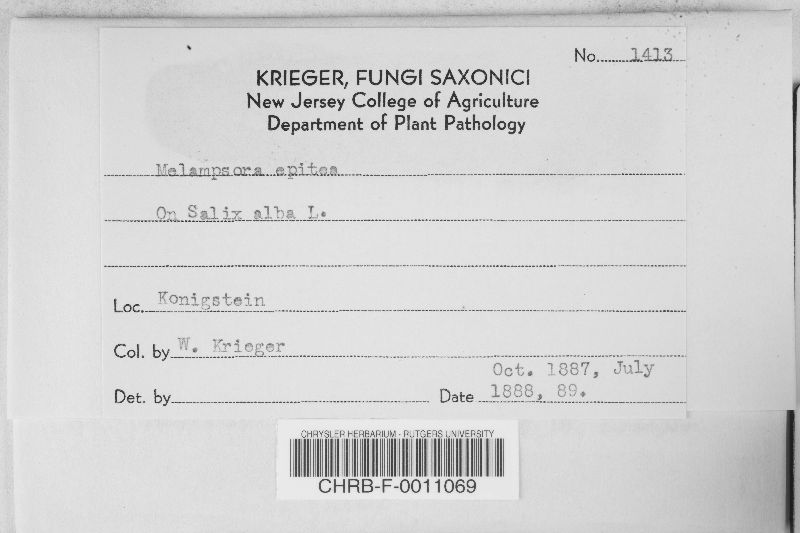 No. 1413
KRIEGER, FUNGI SAXONICI
New Jersey College of Agriculture
Department of Plant Pathology
Melampsora epitea
On Salix alba L.
Loc. Konigstein
Col. by W. Krieger
Oct. 1887, July
Det. by Date 1888, 89.
CHRYSLER HERBARIUM - RUTGERS UNIVERSITY
CHRB-F-0011069